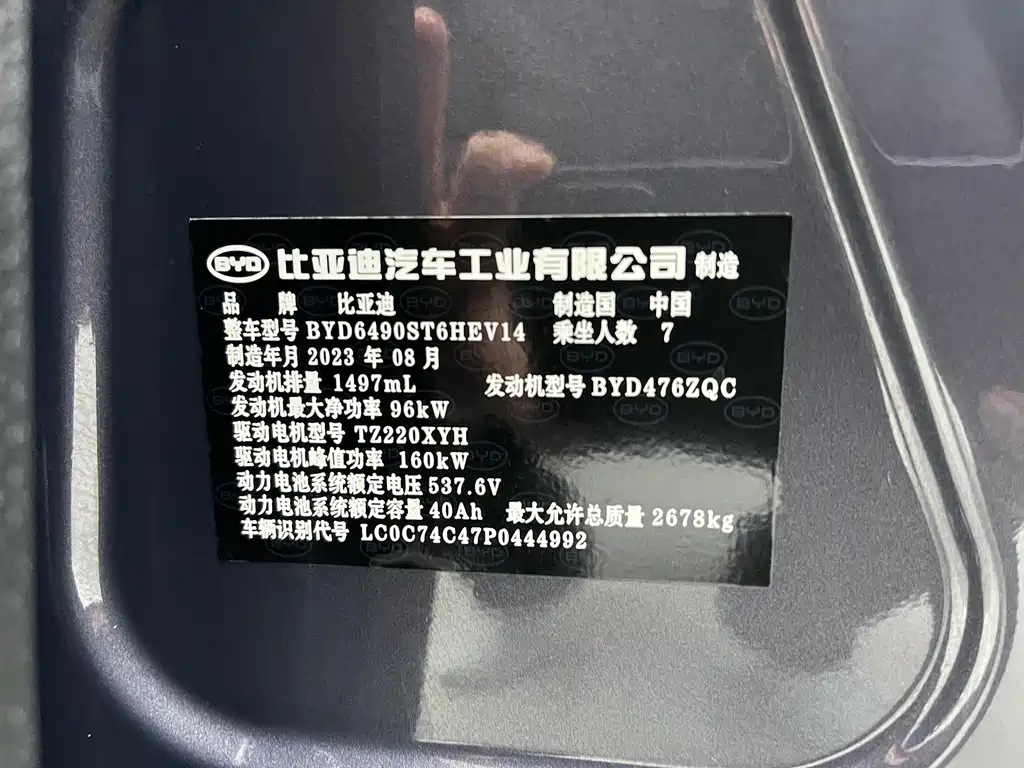 BYD 比亚迪汽车工业有限公司 制造
品 牌 比亚迪 制造国 中国
整车型号 BYD6490ST6HEV14 乘坐人数 7
制造年月 2023 年 08 月
发动机排量 1497mL 发动机型号 BYD476ZQC
发动机最大净功率 96kW
驱动电机型号 TZ220XYH
驱动电机峰值功率 160kW
动力电池系统额定电压 537.6V
动力电池系统额定容量 40Ah 最大允许总质量 2678kg
车辆识别代号 LC0C74C47P0444992